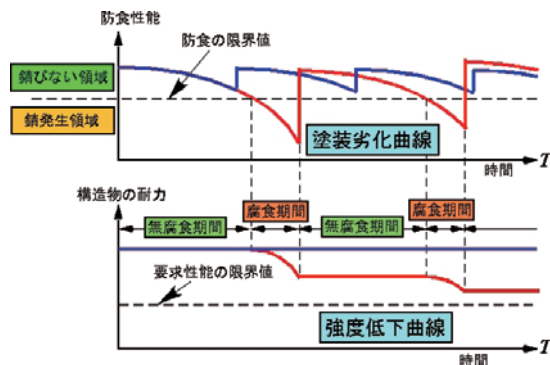 防食性能
防食の限界値
錆びない領域
錆発生領域
塗装劣化曲線
時間
T
構造物の耐力
無腐食期間
腐食期間
無腐食期間
腐食期間
要求性能の限界値
強度低下曲線
時間
T